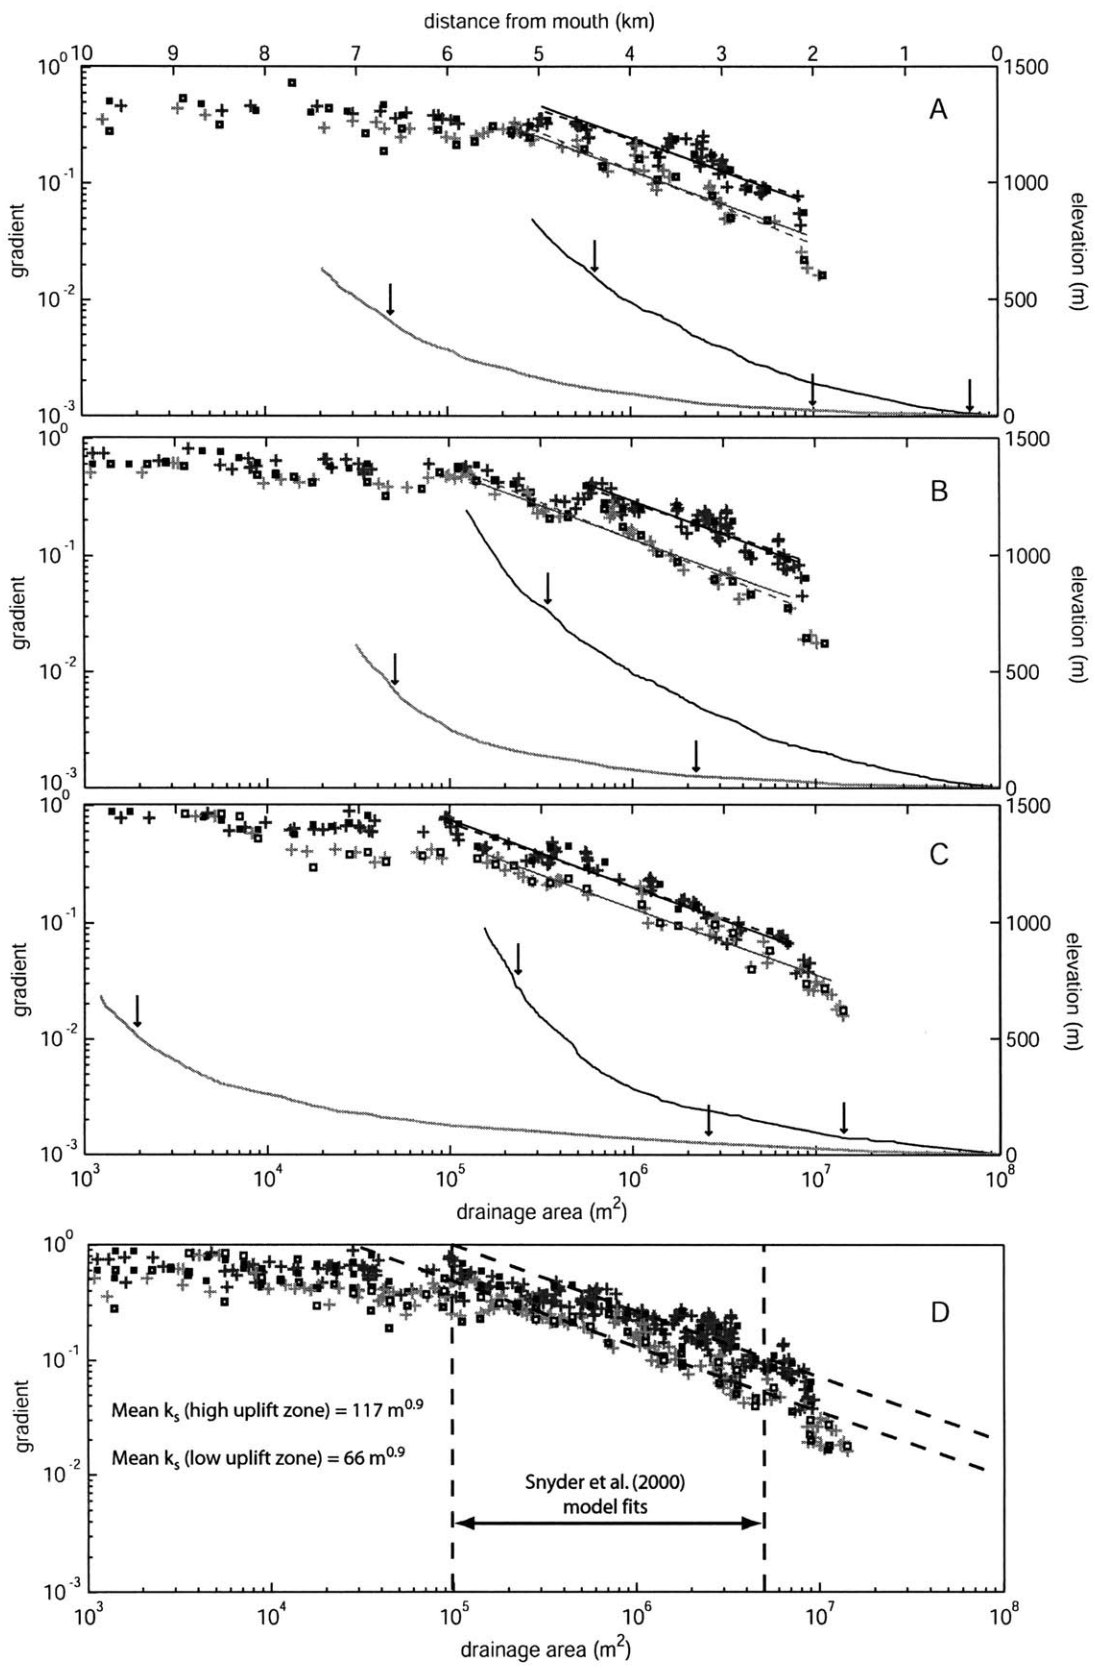 distance from mouth (km)
10 9 8 7 6 5 4 3 2 1 0
A
10⁰ 10⁻¹ 10⁻² 10⁻³
gradient
1500 1000 500 0
elevation (m)
B
10⁰ 10⁻¹ 10⁻² 10⁻³
gradient
1500 1000 500 0
elevation (m)
C
10⁰ 10⁻¹ 10⁻² 10⁻³
gradient
1500 1000 500 0
elevation (m)
10³ 10⁴ 10⁵ 10⁶ 10⁷ 10⁸
drainage area (m²)
D
10⁰ 10⁻¹ 10⁻² 10⁻³
gradient
Mean kₛ (high uplift zone) = 117 m⁰·⁹
Mean kₛ (low uplift zone) = 66 m⁰·⁹
Snyder et al. (2000)
model fits
10³ 10⁴ 10⁵ 10⁶ 10⁷ 10⁸
drainage area (m²)